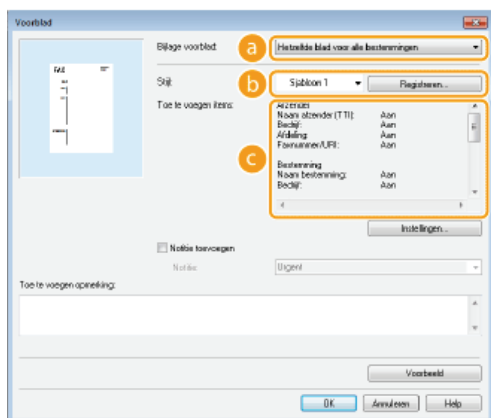 Voorblad
Bijlage voorblad:
a
Hetzelfde blad voor alle bestemmingen
FAX
Stijl:
b
Sjabloon 1
Registreren...
Toe te voegen items:
c
Afzender
Naam afzender (TTI): Aan
Bedrijf: Aan
Afdeling: Aan
Faxnummer/URI: Aan
Bestemming
Naam bestemming: Aan
Bedrijf: Aan
Instellingen...
Notitie toevoegen
Notitie:
Urgent
Toe te voegen opmerking:
Voorbeeld
OK
Annuleren
Help